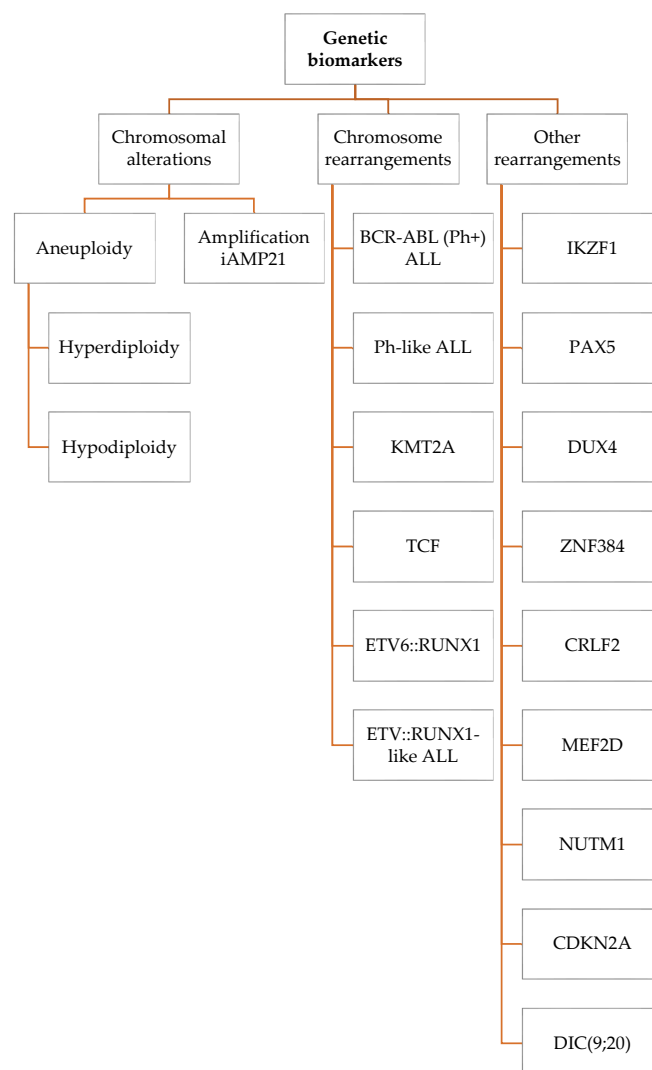 Genetic
biomarkers
Chromosomal
alterations
Chromosome
rearrangements
Other
rearrangements
Aneuploidy
Amplification
iAMP21
BCR-ABL (Ph+)
ALL
IKZF1
Hyperdiploidy
Ph-like ALL
PAX5
Hypodiploidy
KMT2A
DUX4
TCF
ZNF384
ETV6::RUNX1
CRLF2
ETV::RUNX1-
like ALL
MEF2D
NUTM1
CDKN2A
DIC(9;20)